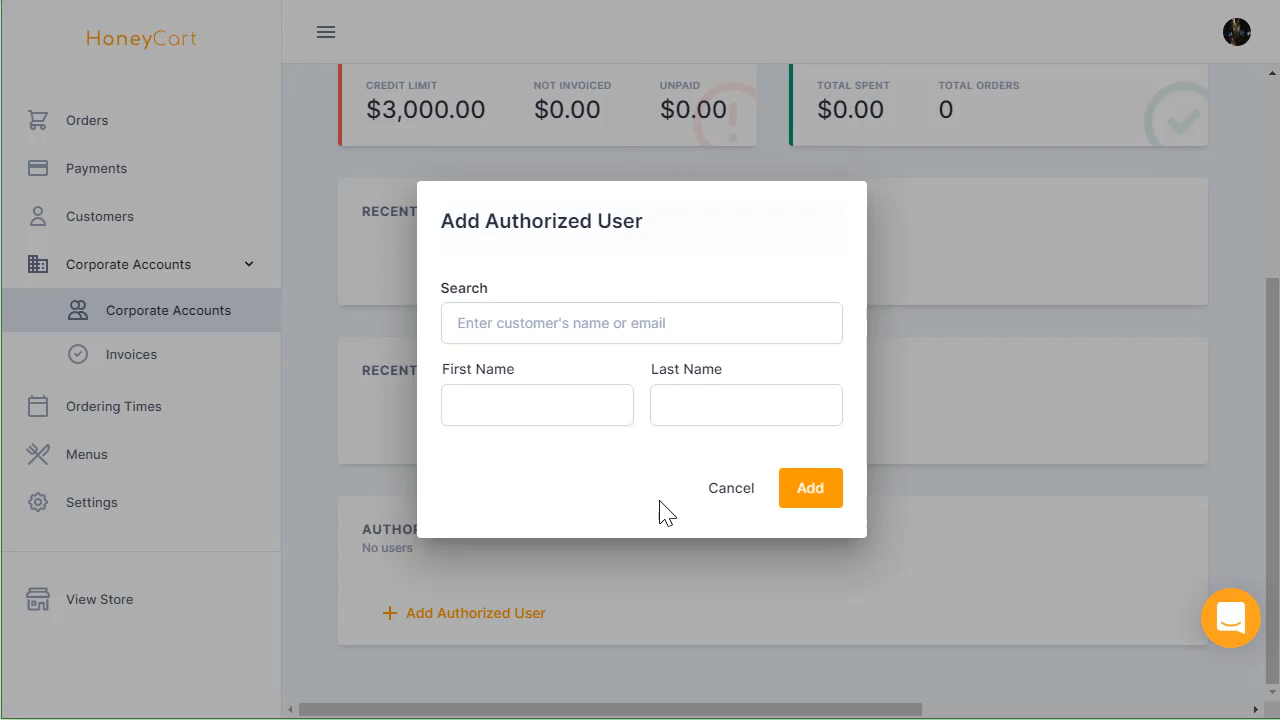 HoneyCart
Orders
Payments
Customers
Corporate Accounts
Corporate Accounts
Invoices
Ordering Times
Menus
Settings
View Store
CREDIT LIMIT NOT INVOICED UNPAID
$3,000.00 $0.00 $0.00
TOTAL SPENT TOTAL ORDERS
$0.00 0
RECENT
RECENT
No users
Add Authorized User
Add Authorized User
Search
Enter customer's name or email
First Name Last Name
Cancel Add